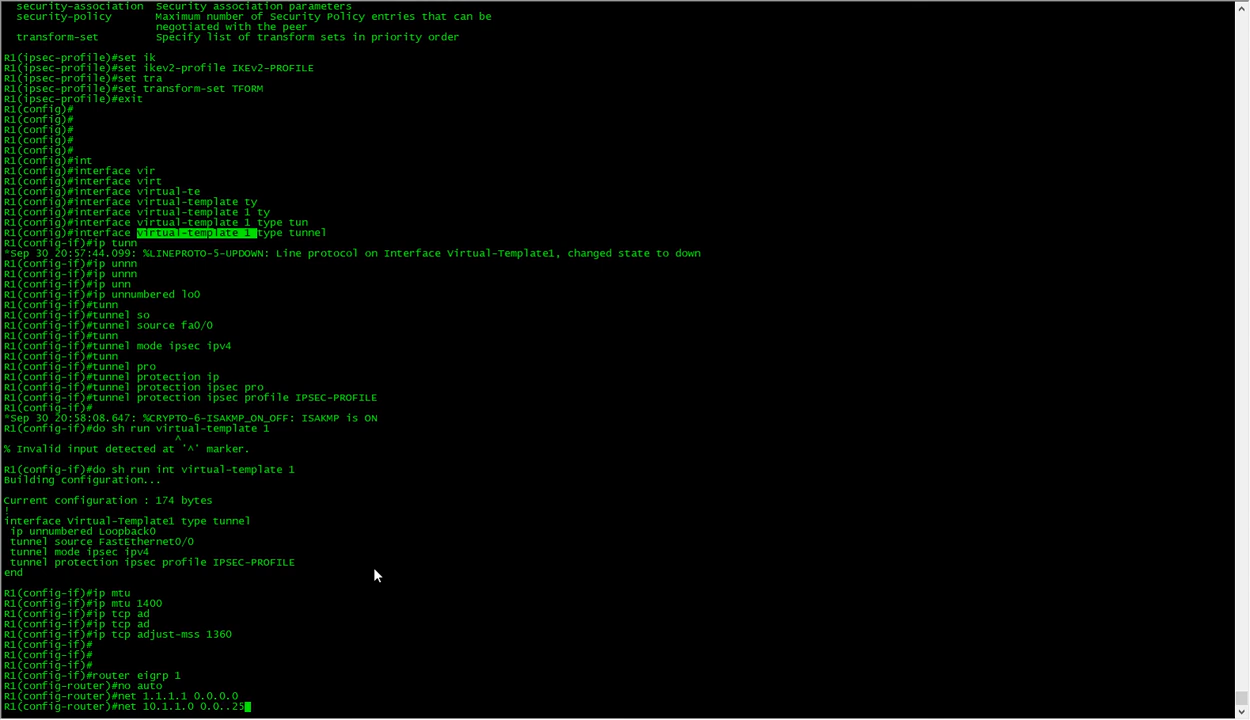 security-association  Security association parameters
security-policy       Maximum number of Security Policy entries that can be
negotiated with the peer
transform-set         Specify list of transform sets in priority order
R1(ipsec-profile)#set ik
R1(ipsec-profile)#set ikev2-profile IKEv2-PROFILE
R1(ipsec-profile)#set tra
R1(ipsec-profile)#set transform-set TFORM
R1(ipsec-profile)#exit
R1(config)#
R1(config)#
R1(config)#
R1(config)#
R1(config)#
R1(config)#int
R1(config)#interface vir
R1(config)#interface virt
R1(config)#interface virtual-te
R1(config)#interface virtual-template ty
R1(config)#interface virtual-template 1 ty
R1(config)#interface virtual-template 1 type tun
R1(config)#interface virtual-template 1 type tunnel
R1(config-if)#ip tunn
*Sep 30 20:57:44.099: %LINEPROTO-5-UPDOWN: Line protocol on Interface Virtual-Template1, changed state to down
R1(config-if)#ip unnn
R1(config-if)#ip unnn
R1(config-if)#ip unn
R1(config-if)#ip unnumbered lo0
R1(config-if)#tunn
R1(config-if)#tunnel so
R1(config-if)#tunnel source fa0/0
R1(config-if)#tunn
R1(config-if)#tunnel mode ipsec ipv4
R1(config-if)#tunn
R1(config-if)#tunnel pro
R1(config-if)#tunnel protection ip
R1(config-if)#tunnel protection ipsec pro
R1(config-if)#tunnel protection ipsec profile IPSEC-PROFILE
R1(config-if)#
*Sep 30 20:58:08.647: %CRYPTO-6-ISAKMP_ON_OFF: ISAKMP is ON
R1(config-if)#do sh run virtual-template 1
^
% Invalid input detected at '^' marker.
R1(config-if)#do sh run int virtual-template 1
Building configuration...
Current configuration : 174 bytes
!
interface Virtual-Template1 type tunnel
ip unnumbered Loopback0
tunnel source FastEthernet0/0
tunnel mode ipsec ipv4
tunnel protection ipsec profile IPSEC-PROFILE
end
R1(config-if)#ip mtu
R1(config-if)#ip mtu 1400
R1(config-if)#ip tcp ad
R1(config-if)#ip tcp ad
R1(config-if)#ip tcp adjust-mss 1360
R1(config-if)#
R1(config-if)#
R1(config-if)#
R1(config-if)#router eigrp 1
R1(config-router)#no auto
R1(config-router)#net 1.1.1.1 0.0.0.0
R1(config-router)#net 10.1.1.0 0.0..25